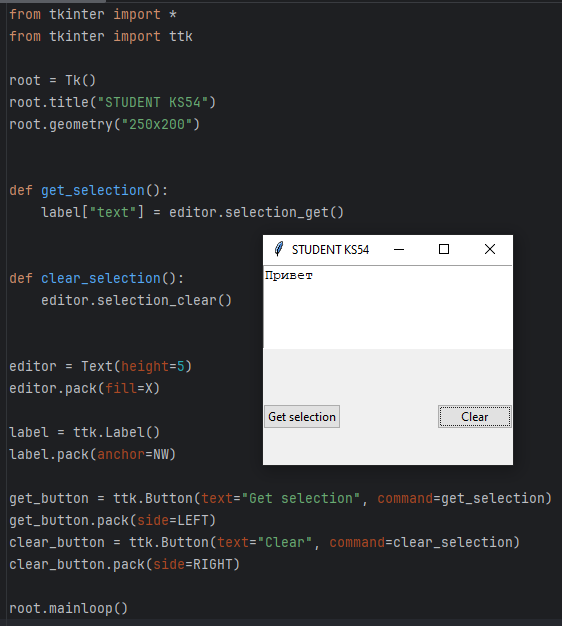 from tkinter import *
from tkinter import ttk
root = Tk()
root.title("STUDENT KS54")
root.geometry("250x200")
def get_selection():
    label["text"] = editor.selection_get()
def clear_selection():
    editor.selection_clear()
editor = Text(height=5)
editor.pack(fill=X)
label = ttk.Label()
label.pack(anchor=NW)
get_button = ttk.Button(text="Get selection", command=get_selection)
get_button.pack(side=LEFT)
clear_button = ttk.Button(text="Clear", command=clear_selection)
clear_button.pack(side=RIGHT)
root.mainloop()
STUDENT KS54
Привет
Get selection
Clear